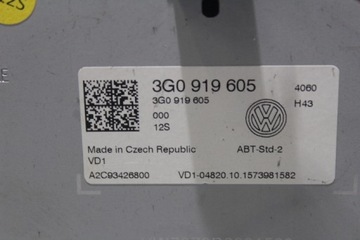 12S
E
3G0 919 605 4060
3G0 919 605 H43
000
12S
Made in Czech Republic ABT-Std-2
VD1
A2C93426800 VD1-04820.10.1573981582